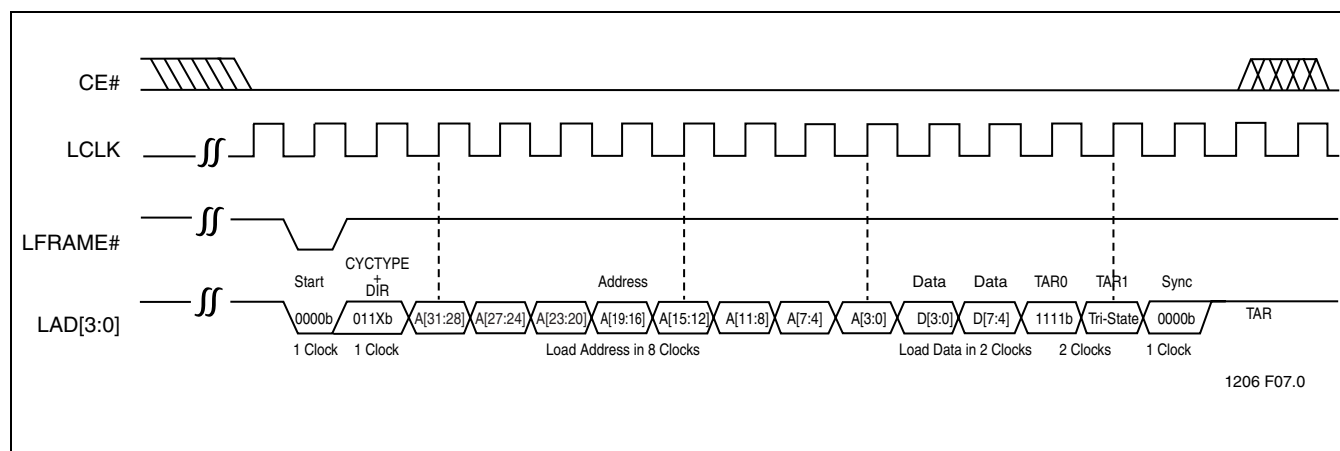 CE#
LCLK
LFRAME#
CYCTYPE
+
DIR
Start Address Data Data TAR0 TAR1 Sync
LAD[3:0] 0000b 011Xb A[31:28] A[27:24] A[23:20] A[19:16] A[15:12] A[11:8] A[7:4] A[3:0] D[3:0] D[7:4] 1111b Tri-State 0000b TAR
1 Clock 1 Clock Load Address in 8 Clocks Load Data in 2 Clocks 2 Clocks 1 Clock
1206 F07.0